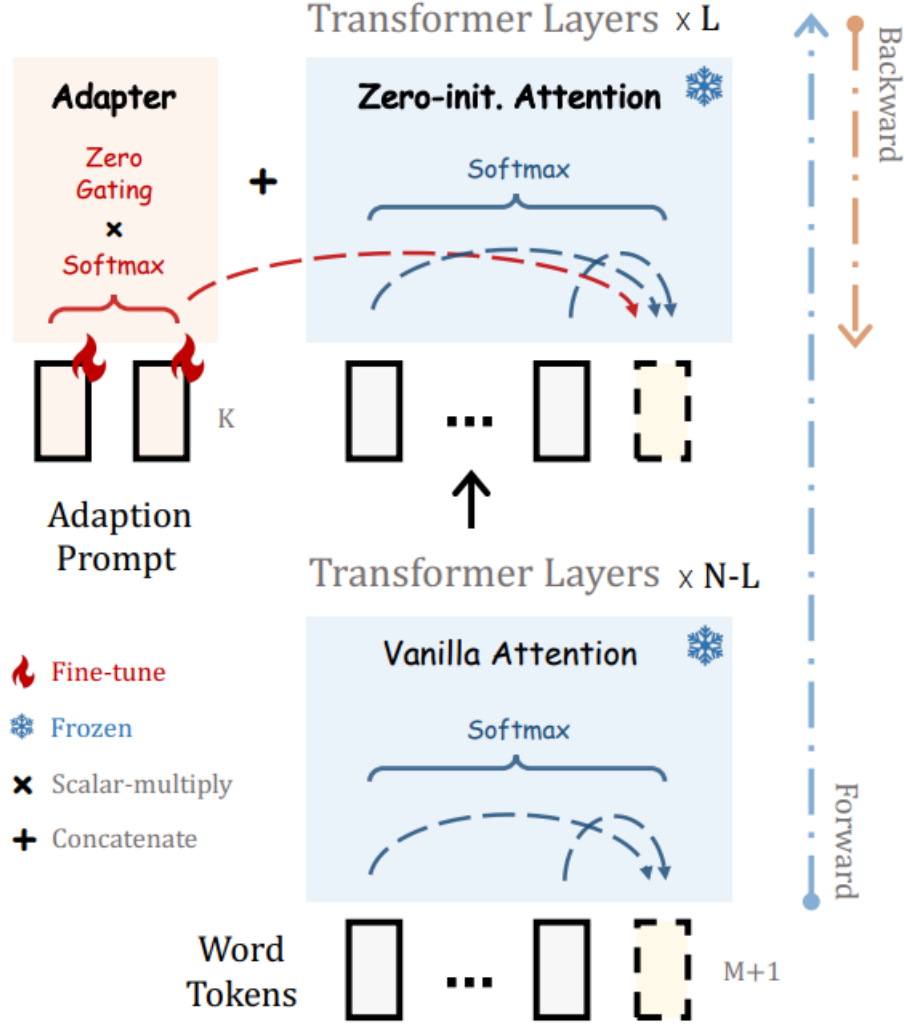 Transformer Layers × L
Adapter
Zero
Gating
×
Softmax
+
Zero-init. Attention
Softmax
Backward
K
...
Adaption
Prompt
Transformer Layers × N-L
Vanilla Attention
Softmax
Fine-tune
Frozen
× Scalar-multiply
+ Concatenate
Forward
Word
Tokens
...
M+1